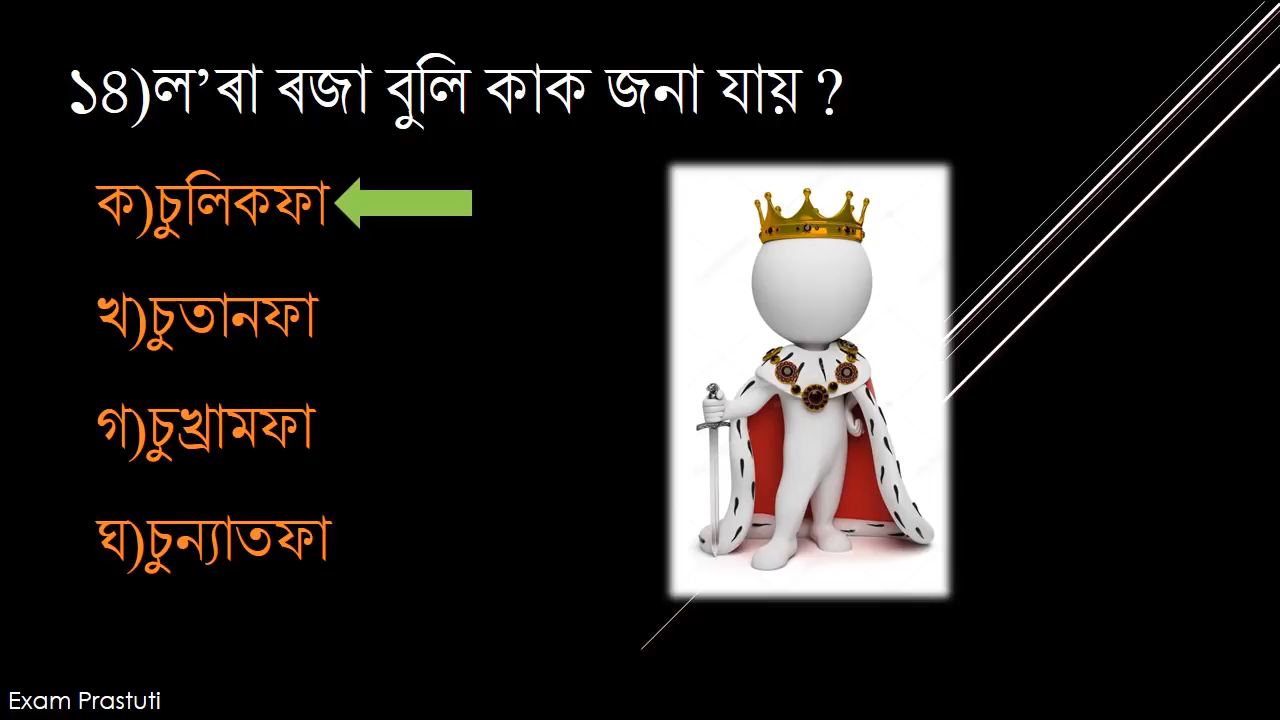 ১৪)ল’ৰা ৰজা বুলি কাক জনা যায় ?
ক)চুলিকফা
খ)চুতানফা
গ)চুখ্ৰামফা
ঘ)চুন্যাতফা
Exam Prastuti